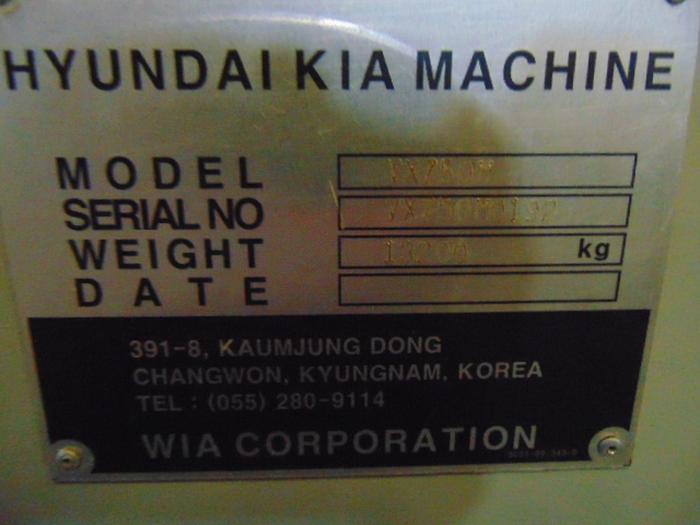 HYUNDAI KIA MACHINE
MODEL
SERIAL NO
WEIGHT 13200 kg
DATE
391-8, KAUMJUNG DONG
CHANGWON, KYUNGNAM, KOREA
TEL : (055) 280-9114
WIA CORPORATION